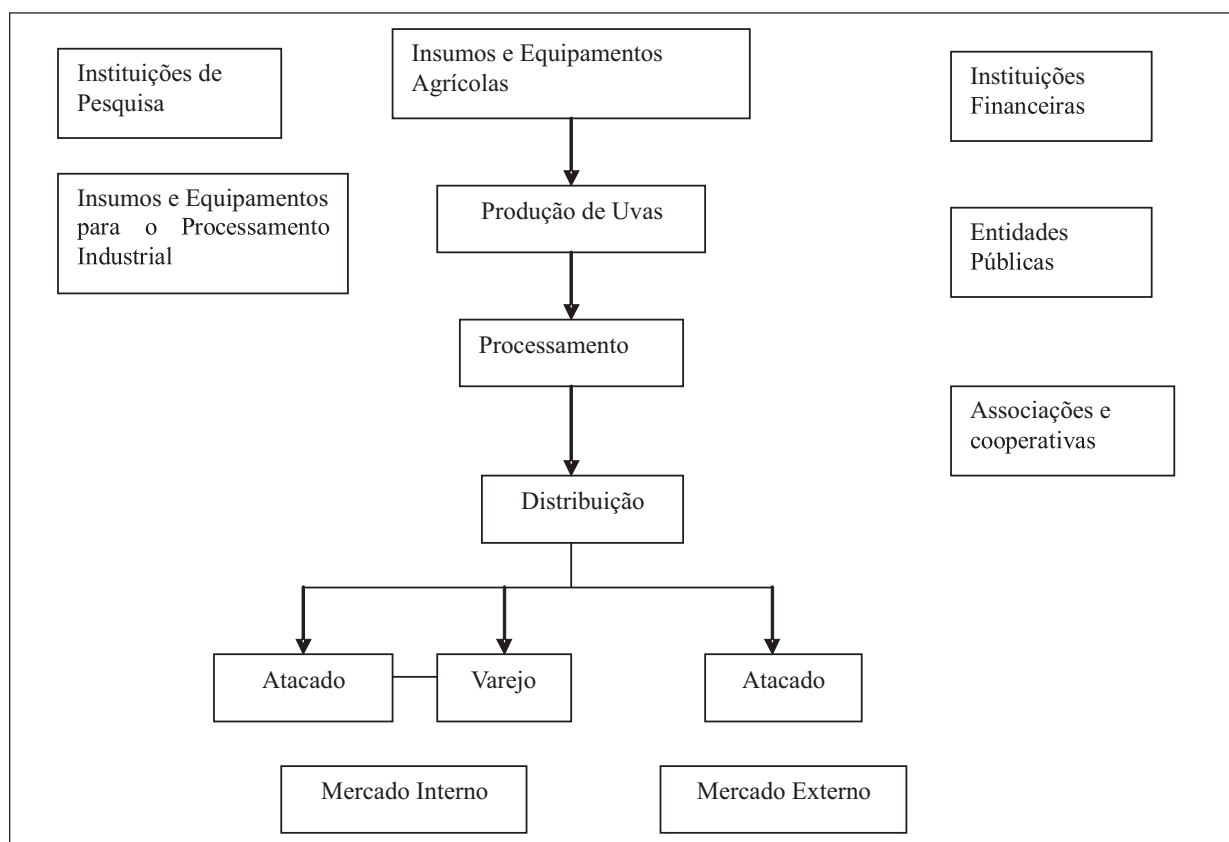 Instituições de
Pesquisa
Insumos e Equipamentos
Agrícolas
Instituições
Financeiras
Insumos e Equipamentos
para o Processamento
Industrial
Produção de Uvas
Entidades
Públicas
Processamento
Associações e
cooperativas
Distribuição
Atacado
Varejo
Atacado
Mercado Interno
Mercado Externo